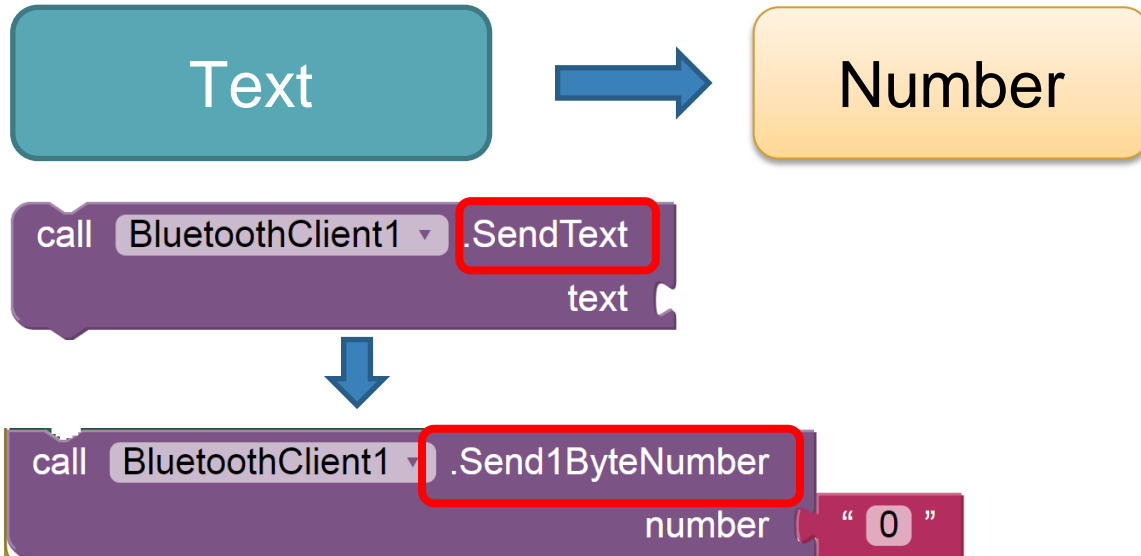 Text
Number
call BluetoothClient1 .SendText
text
call BluetoothClient1 .Send1ByteNumber
number “ 0 ”